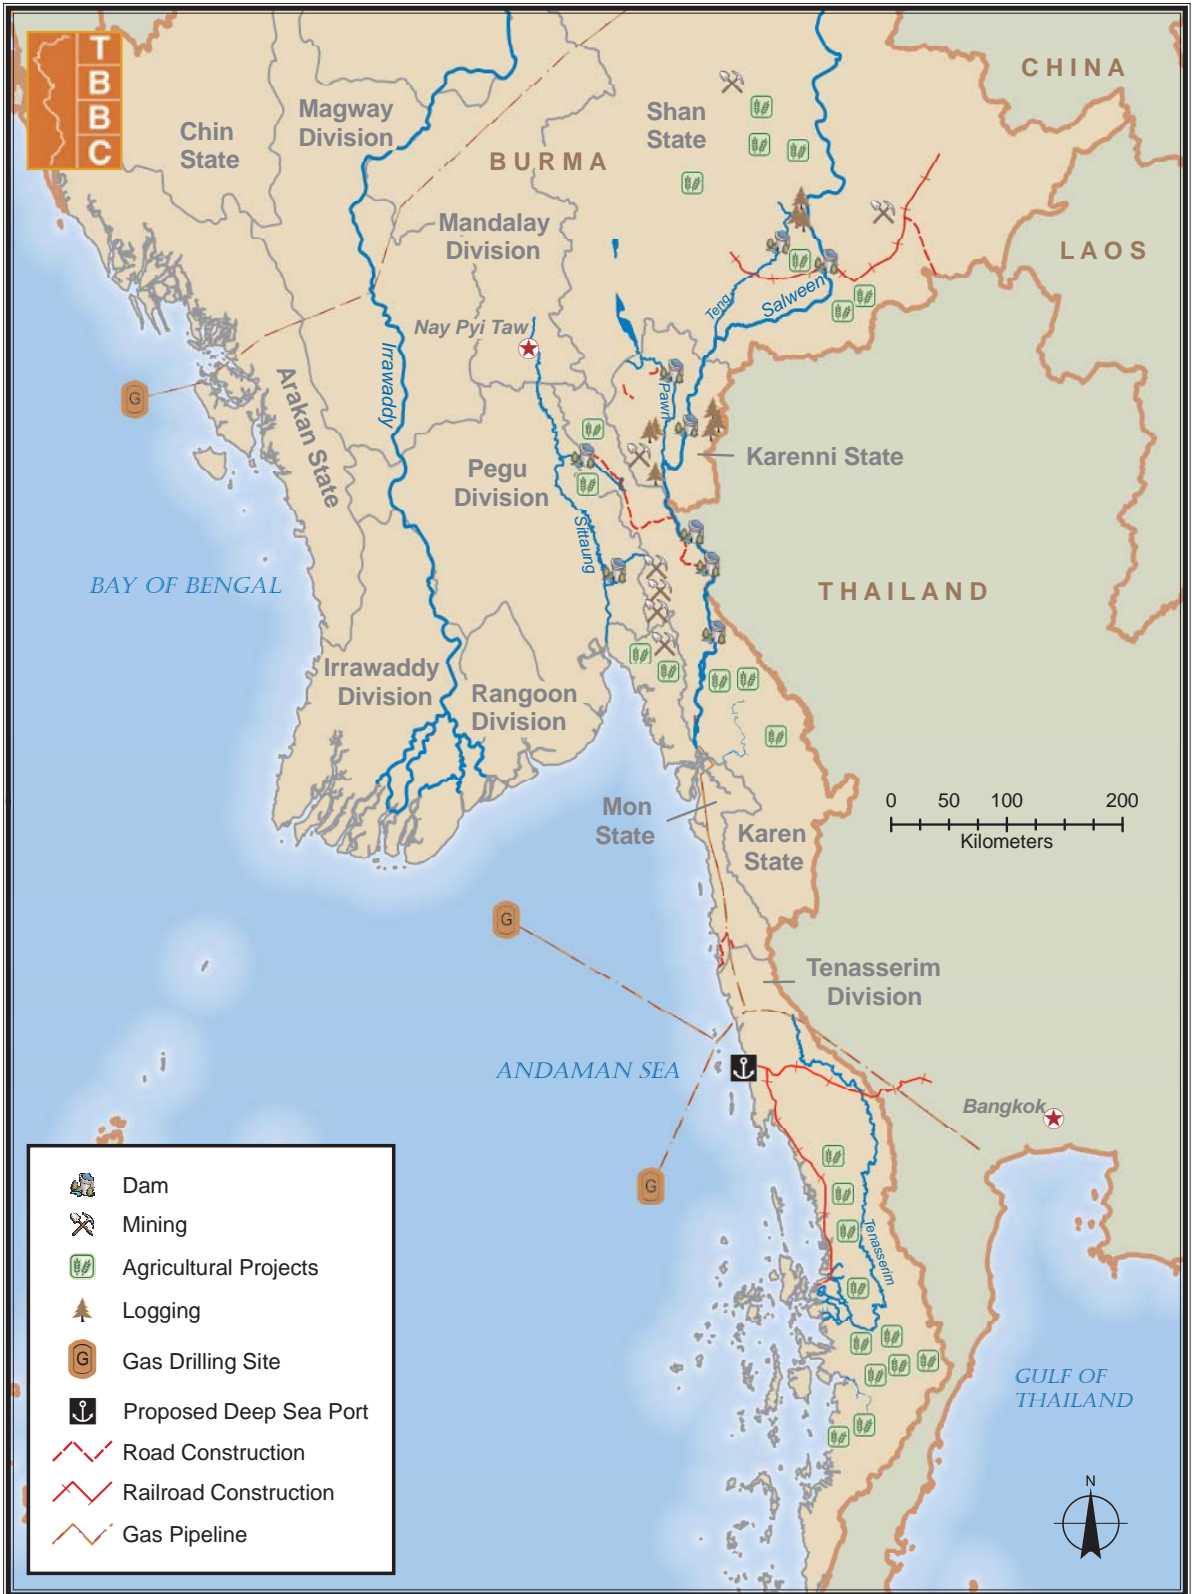 T
B
B
C
CHINA
Magway
Division
Shan
State
Chin
State
BURMA
Mandalay
Division
LAOS
Teng
Salween
Nay Pyi Taw
Irrawaddy
Arakan State
Pawn
Karenni State
Pegu
Division
Sittaung
BAY OF BENGAL
THAILAND
Irrawaddy
Division
Rangoon
Division
0 50 100 200
Kilometers
Mon
State
Karen
State
G
G
G
Tenasserim
Division
ANDAMAN SEA
Bangkok
Tenasserim
GULF OF
THAILAND
N
Dam
Mining
Agricultural Projects
Logging
G
Gas Drilling Site
Proposed Deep Sea Port
Road Construction
Railroad Construction
Gas Pipeline